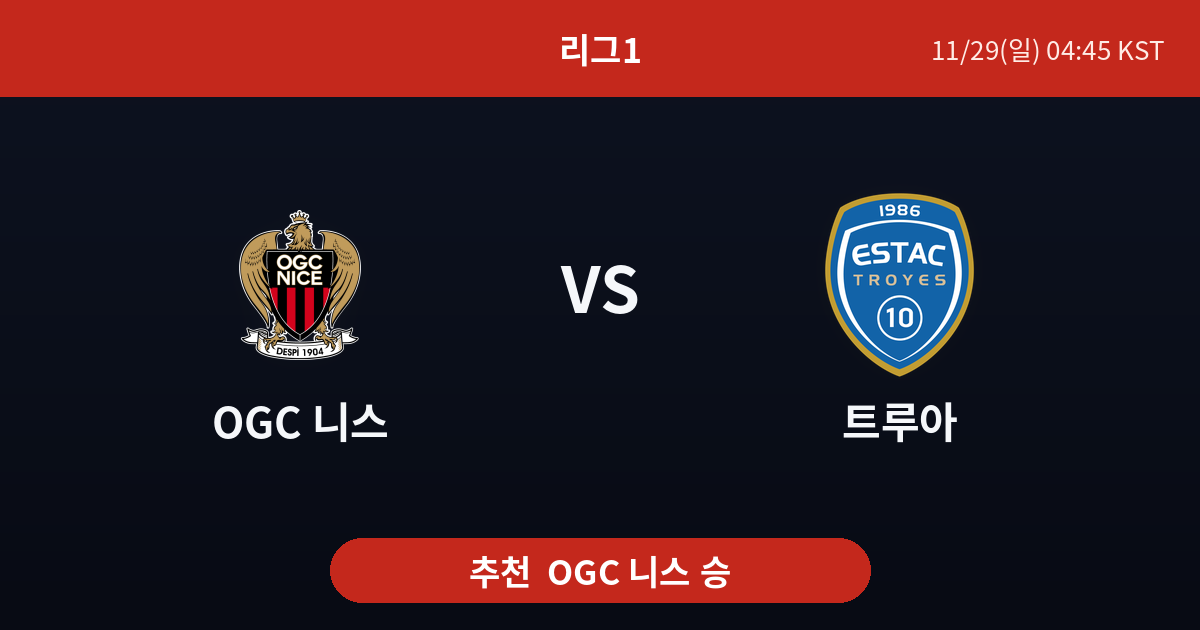 리그1
11/29(일) 04:45 KST
OGC
NICE
DESPÍ 1904
VS
1986
ESTAC
TROYES
10
OGC 니스
트루아
추천 OGC 니스 승